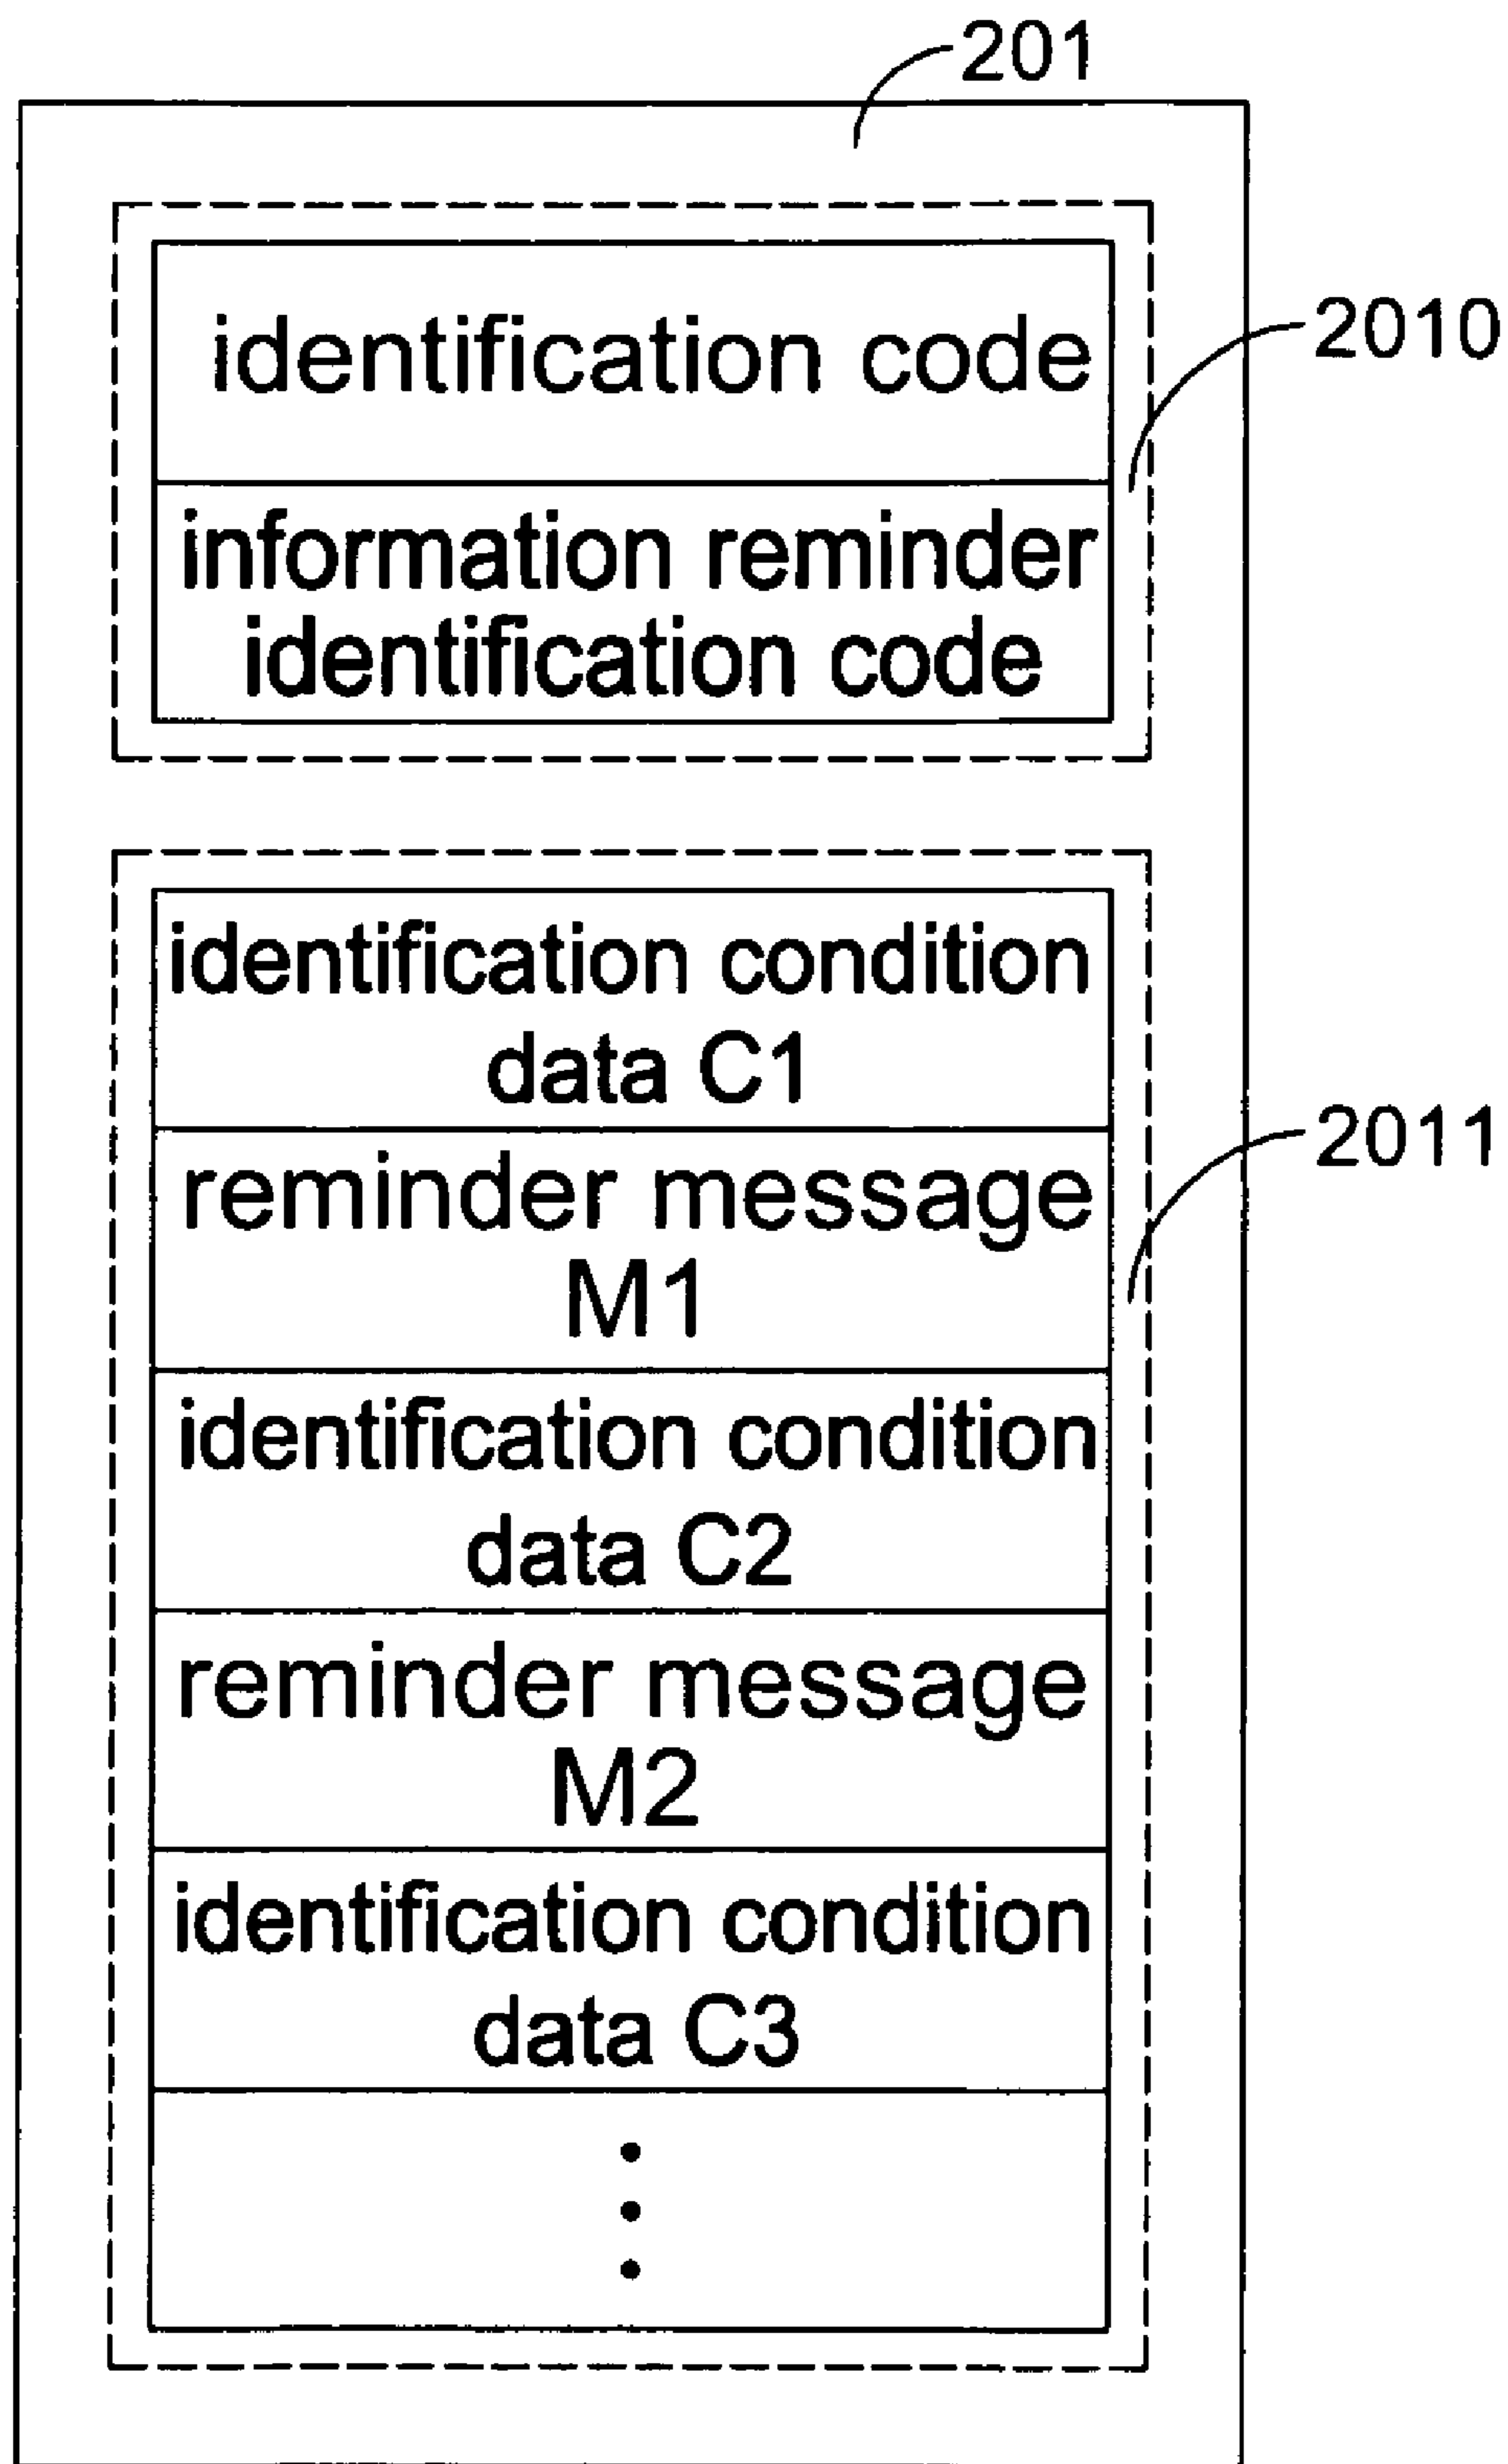 201
identification code
2010
information reminder
identification code
identification condition
data C1
2011
reminder message
M1
identification condition
data C2
reminder message
M2
identification condition
data C3